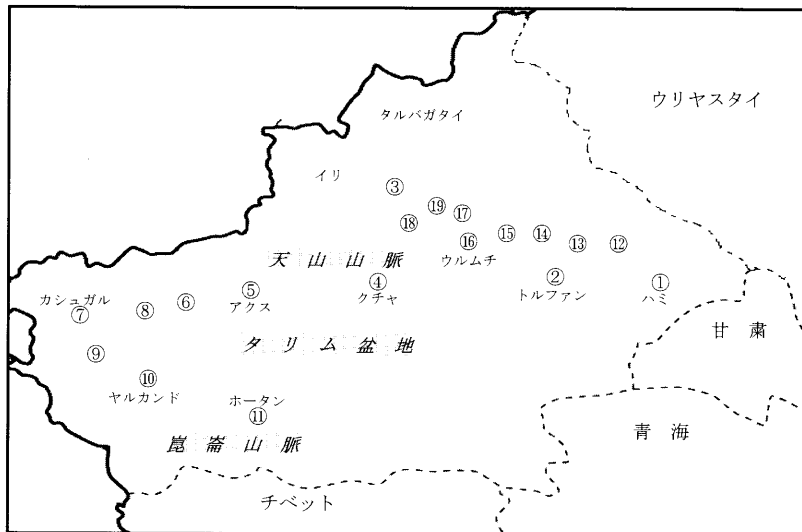 ウリヤスタイ
タルバガタイ
イリ
③
⑲ ⑰
⑱
⑯ ⑮ ⑭ ⑬ ⑫
ウルムチ
天山山脈
② ①
トルファン ハミ
④
クチャ
⑤
アクス
⑥
⑧
カシュガル
⑦
甘粛
タリム盆地
⑨
⑩
ヤルカンド
ホータン
⑪
崑崙山脈
青海
チベット